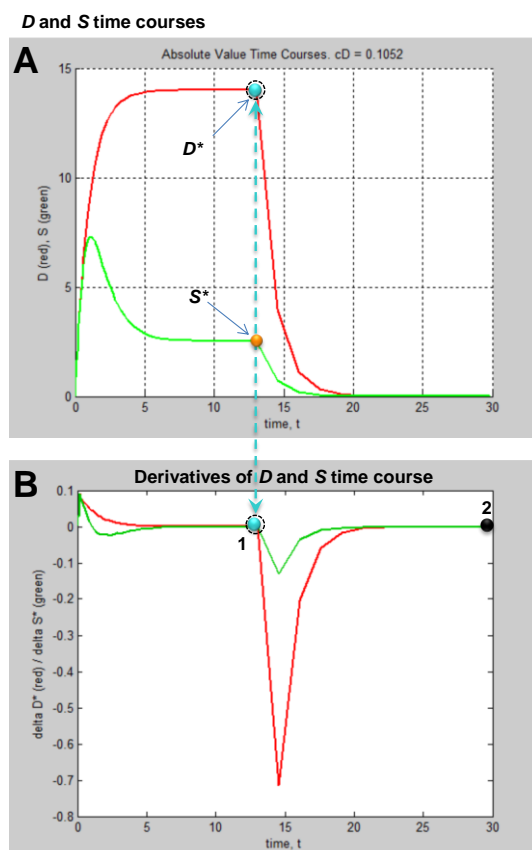 D and S time courses
A
Absolute Value Time Courses. cD = 0.1052
D (red), S (green)
15
10
5
0
D*
S*
0 5 10 15 20 25 30
time, t
B
Derivatives of D and S time course
delta D* (red) / delta S* (green)
0.1
0
-0.1
-0.2
-0.3
-0.4
-0.5
-0.6
-0.7
-0.8
1
2
0 5 10 15 20 25 30
time, t